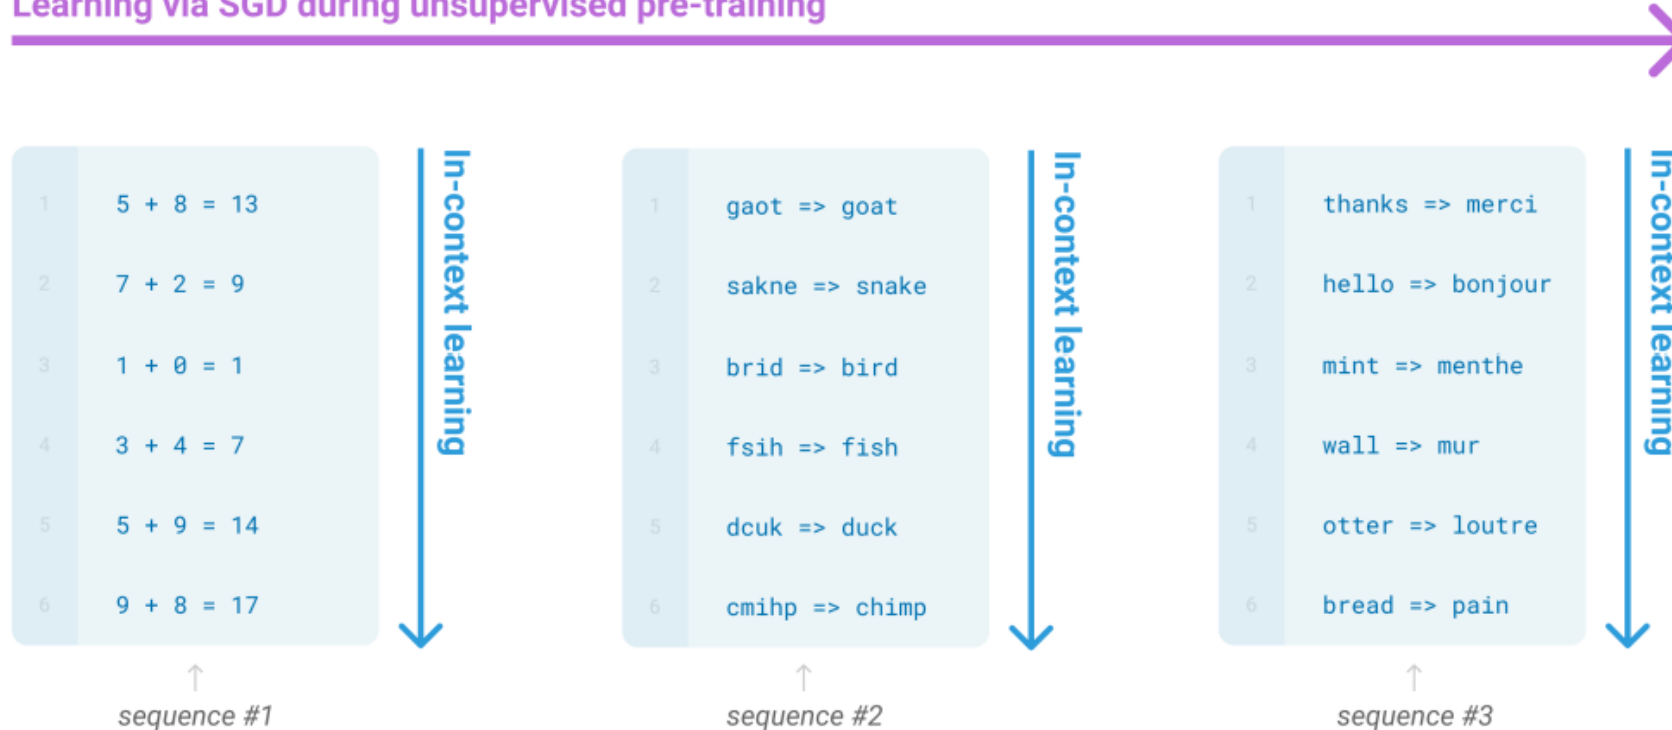 Learning via SGD during unsupervised pre-training
1 5 + 8 = 13
2 7 + 2 = 9
3 1 + 0 = 1
4 3 + 4 = 7
5 5 + 9 = 14
6 9 + 8 = 17
In-context learning
sequence #1
1 gaot => goat
2 sakne => snake
3 brid => bird
4 fsih => fish
5 dcuk => duck
6 cmihp => chimp
In-context learning
sequence #2
1 thanks => merci
2 hello => bonjour
3 mint => menthe
4 wall => mur
5 otter => loutre
6 bread => pain
In-context learning
sequence #3